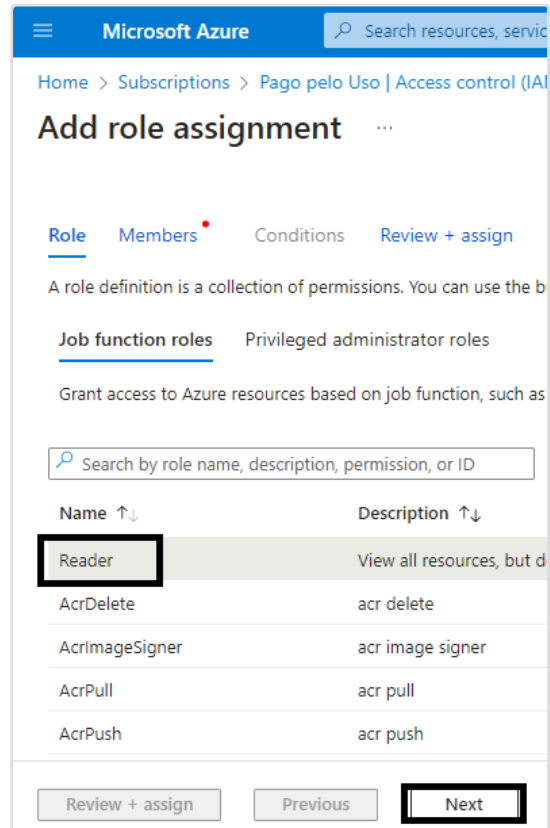 Microsoft Azure
Search resources, servic
Home > Subscriptions > Pago pelo Uso | Access control (IAM
Add role assignment ...
Role Members Conditions Review + assign
A role definition is a collection of permissions. You can use the b
Job function roles Privileged administrator roles
Grant access to Azure resources based on job function, such as
Search by role name, description, permission, or ID
Name ↑↓ Description ↑↓
Reader View all resources, but d
AcrDelete acr delete
AcrImageSigner acr image signer
AcrPull acr pull
AcrPush acr push
Review + assign Previous Next